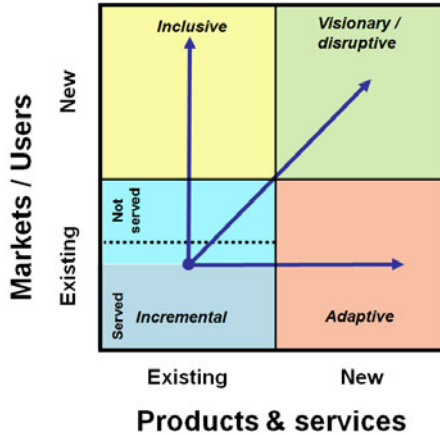 Inclusive
Visionary /
disruptive
Markets / Users
New
Existing
Not
served
Served
Incremental
Adaptive
Existing
New
Products & services